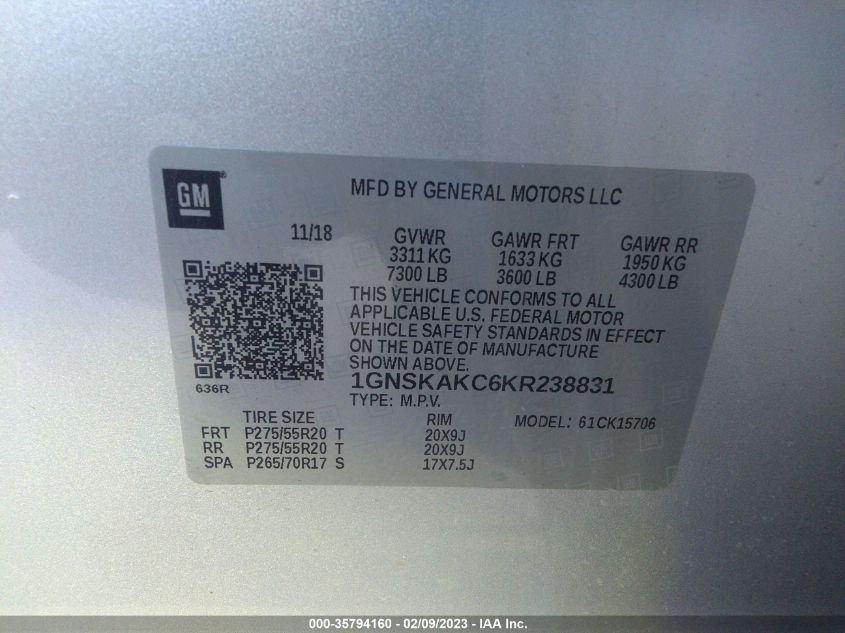 GM ®
MFD BY GENERAL MOTORS LLC
11/18
GVWR
3311 KG
7300 LB
GAWR FRT
1633 KG
3600 LB
GAWR RR
1950 KG
4300 LB
THIS VEHICLE CONFORMS TO ALL
APPLICABLE U.S. FEDERAL MOTOR
VEHICLE SAFETY STANDARDS IN EFFECT
ON THE DATE OF MANUFACTURE
SHOWN ABOVE.
636R
1GNSKAKC6KR238831
TYPE: M.P.V.
MODEL: 61CK15706
TIRE SIZE RIM
FRT P275/55R20 T 20X9J
RR P275/55R20 T 20X9J
SPA P265/70R17 S 17X7.5J
000-35794160 - 02/09/2023 - IAA Inc.